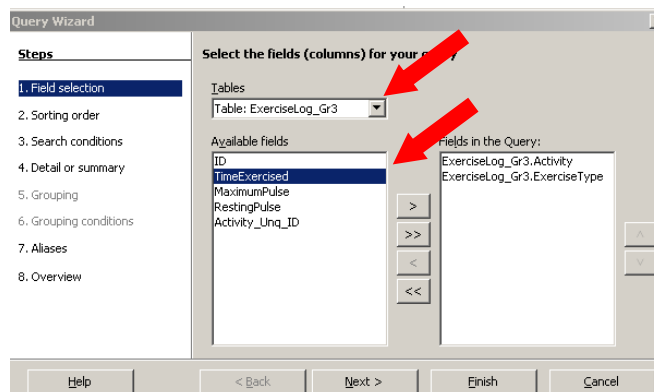 Query Wizard
Steps
1. Field selection
2. Sorting order
3. Search conditions
4. Detail or summary
5. Grouping
6. Grouping conditions
7. Aliases
8. Overview
Select the fields (columns) for your
Tables
Table: ExerciseLog_Gr3
Available fields
ID
TimeExercised
MaximumPulse
RestingPulse
Activity_Unq_ID
>
>>
<
<<
Fields in the Query:
ExerciseLog_Gr3.Activity
ExerciseLog_Gr3.ExerciseType
Help
< Back
Next >
Finish
Cancel